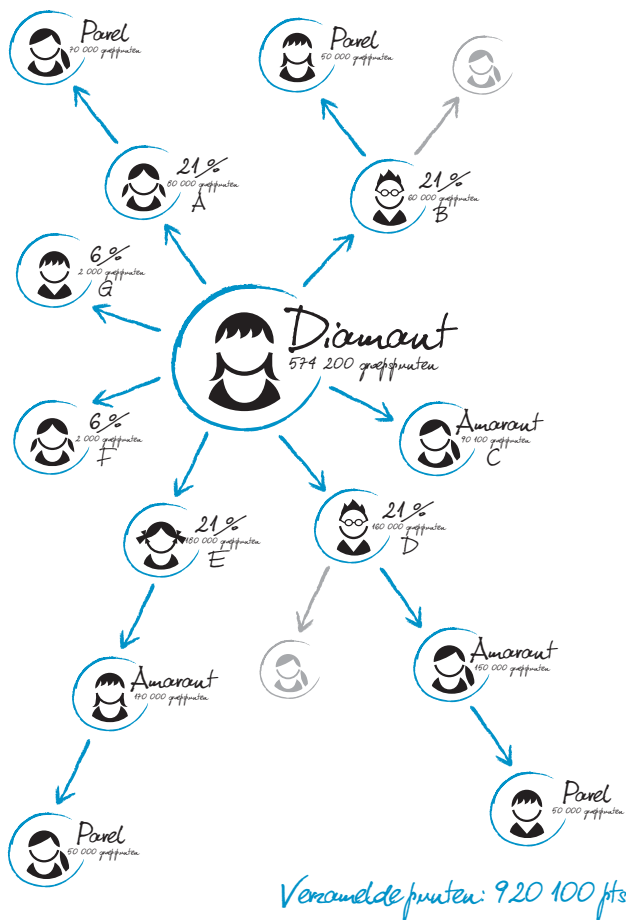 Parel
70 000 groepspunten
Parel
50 000 groepspunten
21 %
80 000 groepspunten
A
21 %
60 000 groepspunten
B
6 %
2 000 groepspunten
G
Diamant
574 200 groepspunten
6 %
2 000 groepspunten
F
Amarant
90 100 groepspunten
C
21 %
180 000 groepspunten
E
21 %
160 000 groepspunten
D
Amarant
170 000 groepspunten
Amarant
150 000 groepspunten
Parel
50 000 groepspunten
Parel
50 000 groepspunten
Verzamelde punten: 920 100 pts